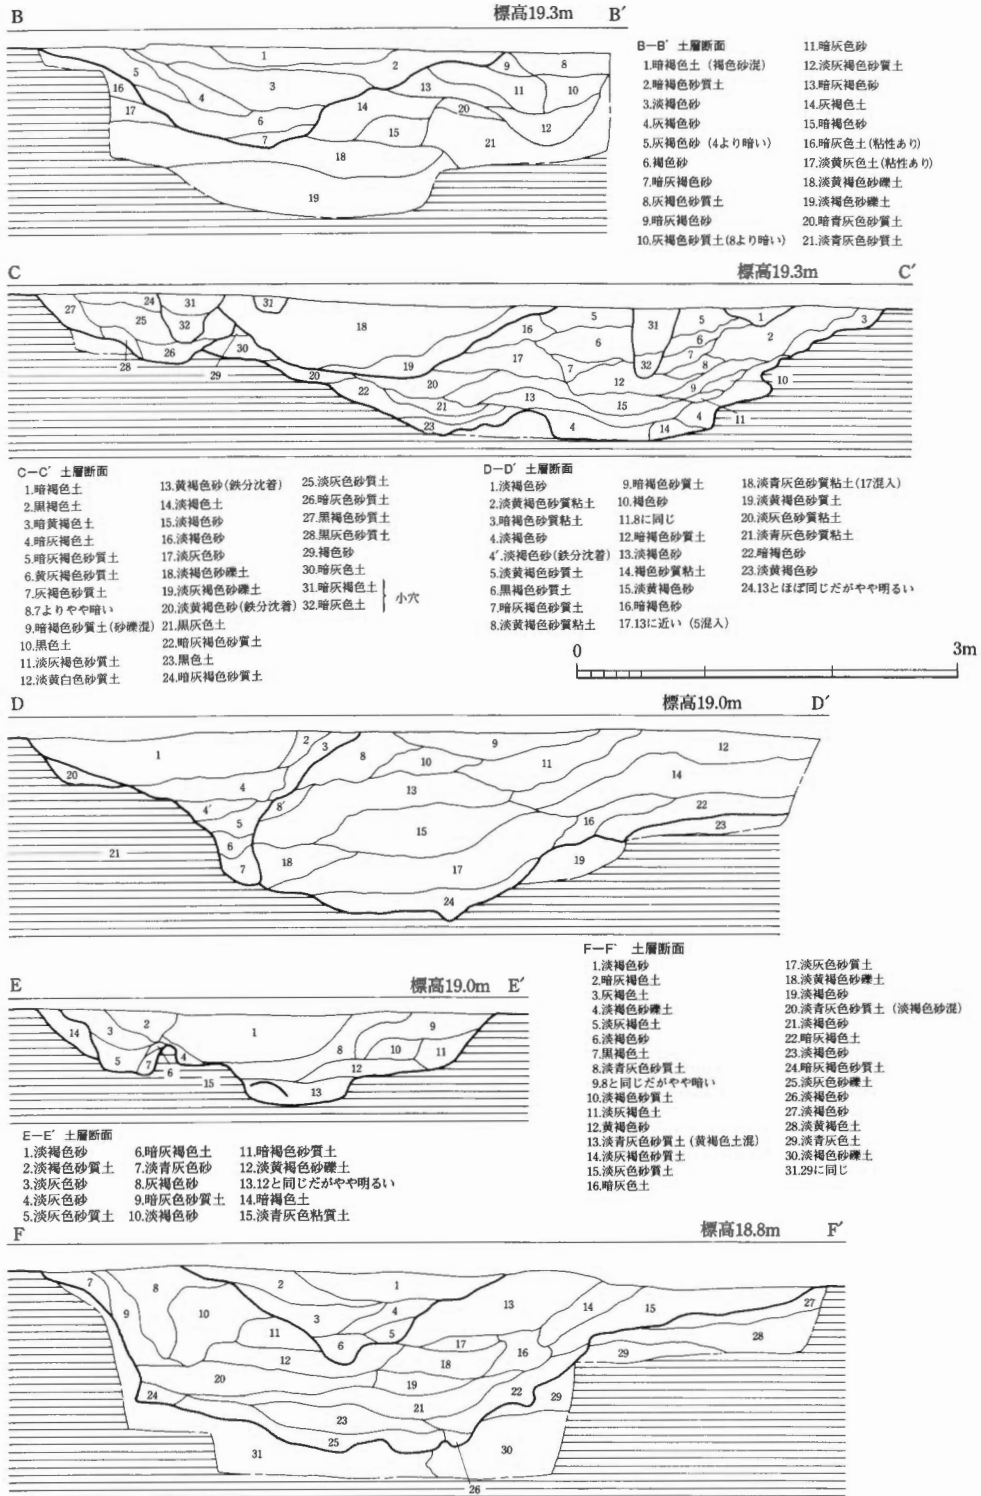 B 標高19.3m B′
B－B′ 土層断面
1.暗褐色土（褐色砂混）
2.暗褐色砂質土
3.淡褐色砂
4.灰褐色砂
5.灰褐色砂（4より暗い）
6.褐色砂
7.暗灰褐色砂
8.灰褐色砂質土
9.暗灰褐色砂
10.灰褐色砂質土(8より暗い)
11.暗灰色砂
12.淡灰褐色砂質土
13.暗灰褐色砂
14.灰褐色土
15.暗褐色砂
16.暗灰色土(粘性あり)
17.淡黄灰色土(粘性あり)
18.淡黄褐色砂礫土
19.淡褐色砂礫土
20.暗青灰色砂質土
21.淡青灰色砂質土
C 標高19.3m C′
C－C′ 土層断面
1.暗褐色土
2.黒褐色土
3.暗黄褐色土
4.暗灰褐色土
5.暗灰褐色砂質土
6.黄灰褐色砂質土
7.灰褐色砂質土
8.7よりやや暗い
9.暗褐色砂質土(砂礫混)
10.黒色土
11.淡灰褐色砂質土
12.淡黄白色砂質土
13.黄褐色砂(鉄分沈着)
14.淡褐色土
15.淡褐色砂
16.淡褐色砂
17.淡灰色砂
18.淡褐色砂礫土
19.淡灰褐色砂礫土
20.淡黄褐色砂(鉄分沈着)
21.黒灰色土
22.暗灰褐色砂質土
23.黒色土
24.暗灰褐色砂質土
25.淡灰色砂質土
26.暗灰色砂質土
27.黒褐色砂質土
28.黒灰色砂質土
29.褐色砂
30.暗灰色土
31.暗灰褐色土
32.暗灰色土
小穴
D－D′ 土層断面
1.淡褐色砂
2.淡黄褐色砂質粘土
3.暗褐色砂質粘土
4.淡褐色砂
4′.淡褐色砂(鉄分沈着)
5.淡黄褐色砂質土
6.黒褐色砂質土
7.暗灰褐色砂質土
8.淡黄褐色砂質粘土
9.暗褐色砂質土
10.褐色砂
11.8に同じ
12.暗褐色砂質土
13.淡褐色砂
14.褐色砂質粘土
15.淡黄褐色砂
16.暗褐色砂
17.13に近い（5混入）
18.淡青灰色砂質粘土(17混入)
19.淡黄褐色砂質土
20.淡灰色砂質粘土
21.淡青灰色砂質粘土
22.暗褐色砂
23.淡黄褐色砂
24.13とほぼ同じだがやや明るい
0 3m
D 標高19.0m D′
E 標高19.0m E′
E－E′ 土層断面
1.淡褐色砂
2.淡褐色砂質土
3.淡灰色砂
4.淡灰色砂
5.淡灰色砂質土
6.暗灰褐色土
7.淡青灰色砂
8.灰褐色砂
9.暗灰色砂質土
10.淡褐色砂
11.暗褐色砂質土
12.淡黄褐色砂礫土
13.12と同じだがやや明るい
14.暗褐色土
15.淡青灰色粘質土
F－F′ 土層断面
1.淡褐色砂
2.暗灰褐色土
3.灰褐色土
4.淡褐色砂礫土
5.淡灰褐色土
6.淡褐色砂
7.黒褐色土
8.淡青灰色砂質土
9.8と同じだがやや暗い
10.淡褐色砂質土
11.淡灰褐色土
12.黄褐色砂
13.淡青灰色砂質土(黄褐色土混)
14.淡灰褐色砂質土
15.淡灰色砂質土
16.暗灰色土
17.淡灰色砂質土
18.淡黄褐色砂礫土
19.淡褐色砂
20.淡青灰色砂質土（淡褐色砂混）
21.淡褐色砂
22.暗灰褐色土
23.淡褐色砂
24.暗灰褐色砂質土
25.淡灰色砂礫土
26.淡褐色砂
27.淡褐色砂
28.淡黄褐色土
29.淡青灰色土
30.淡褐色砂礫土
31.29に同じ
F 標高18.8m F′